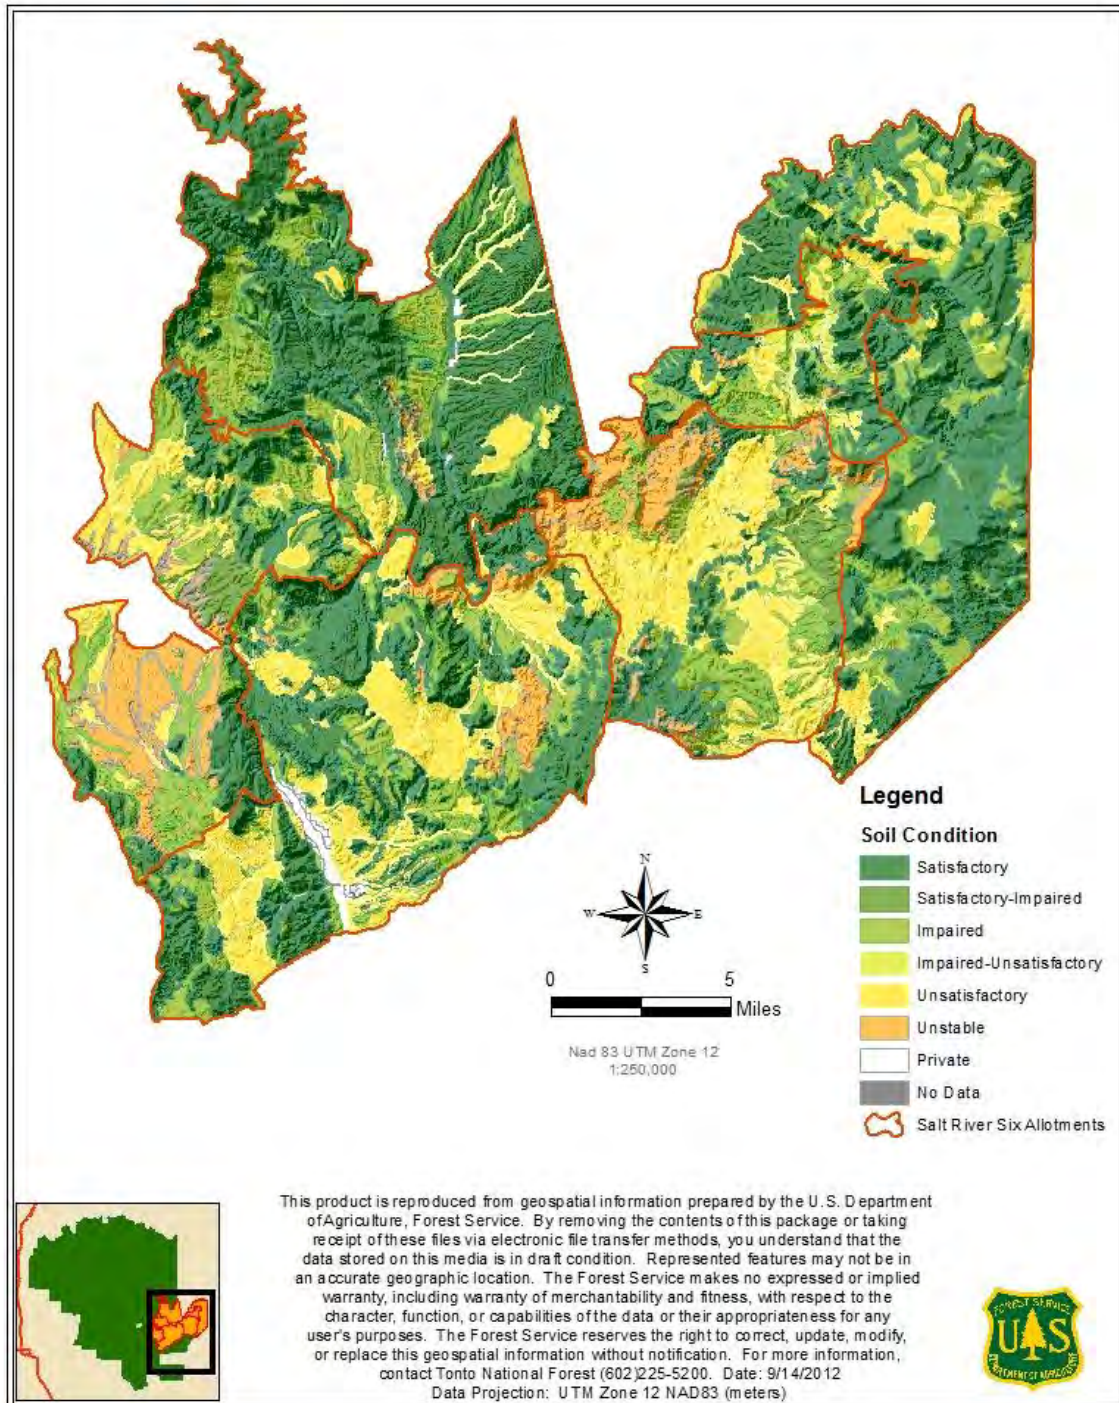 Legend
Soil Condition
Satisfactory
Satisfactory-Impaired
Impaired
Impaired-Unsatisfactory
Unsatisfactory
Unstable
Private
No Data
Salt River Six Allotments
N
W
E
S
0 5
Miles
Nad 83 UTM Zone 12
1:250,000
This product is reproduced from geospatial information prepared by the U.S. Department
of Agriculture, Forest Service. By removing the contents of this package or taking
receipt of these files via electronic file transfer methods, you understand that the
data stored on this media is in draft condition. Represented features may not be in
an accurate geographic location. The Forest Service makes no expressed or implied
warranty, including warranty of merchantability and fitness, with respect to the
character, function, or capabilities of the data or their appropriateness for any
user's purposes. The Forest Service reserves the right to correct, update, modify,
or replace this geospatial information without notification. For more information,
contact Tonto National Forest (602)225-5200. Date: 9/14/2012
Data Projection: UTM Zone 12 NAD83 (meters)
FOREST SERVICE
U S
DEPARTMENT OF AGRICULTURE